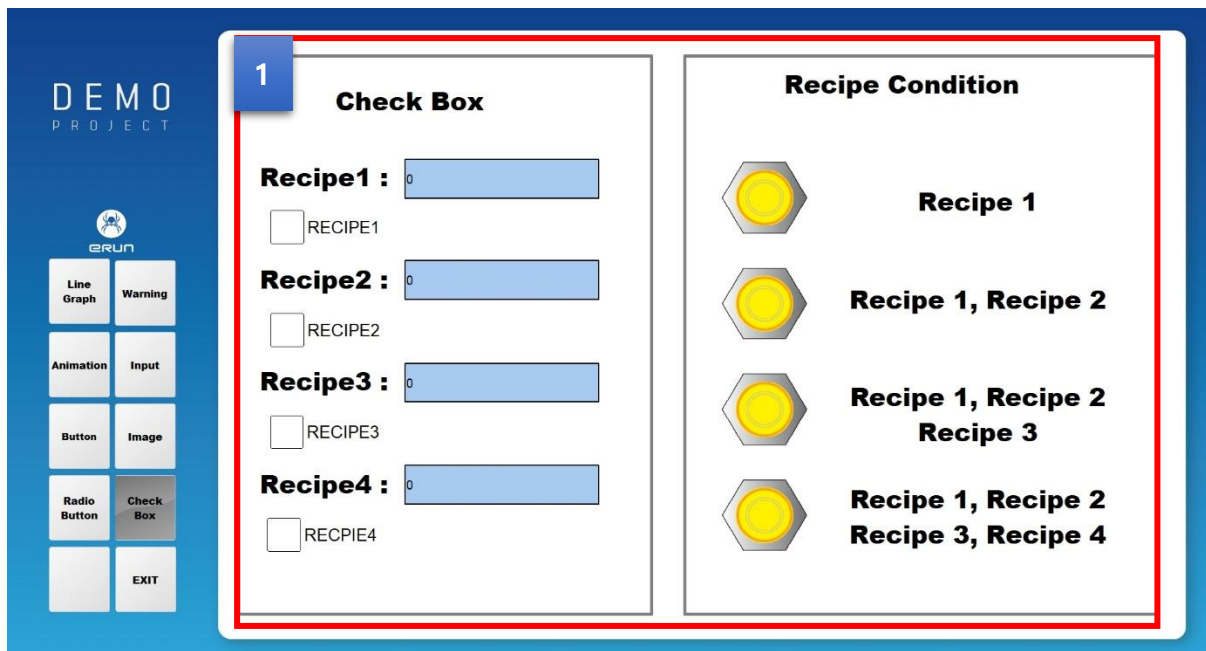 DEMO
PROJECT
erun
Line
Graph
Warning
Animation
Input
Button
Image
Radio
Button
Check
Box
EXIT
1
Check Box
Recipe1 :
0
RECIPE1
Recipe2 :
0
RECIPE2
Recipe3 :
0
RECIPE3
Recipe4 :
0
RECPIE4
Recipe Condition
Recipe 1
Recipe 1, Recipe 2
Recipe 1, Recipe 2
Recipe 3
Recipe 1, Recipe 2
Recipe 3, Recipe 4